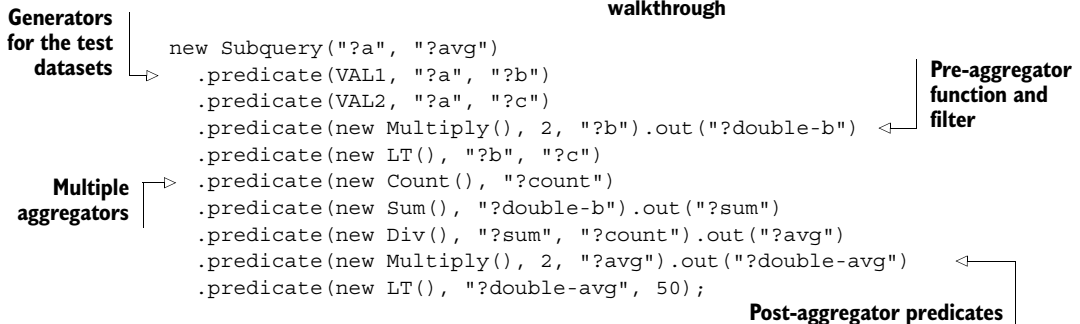 walkthrough
Generators
for the test
datasets
new Subquery("?a", "?avg")
.predicate(VAL1, "?a", "?b")
.predicate(VAL2, "?a", "?c")
.predicate(new Multiply(), 2, "?b").out("?double-b")
Pre-aggregator
function and
filter
.predicate(new LT(), "?b", "?c")
Multiple
aggregators
.predicate(new Count(), "?count")
.predicate(new Sum(), "?double-b").out("?sum")
.predicate(new Div(), "?sum", "?count").out("?avg")
.predicate(new Multiply(), 2, "?avg").out("?double-avg")
.predicate(new LT(), "?double-avg", 50);
Post-aggregator predicates